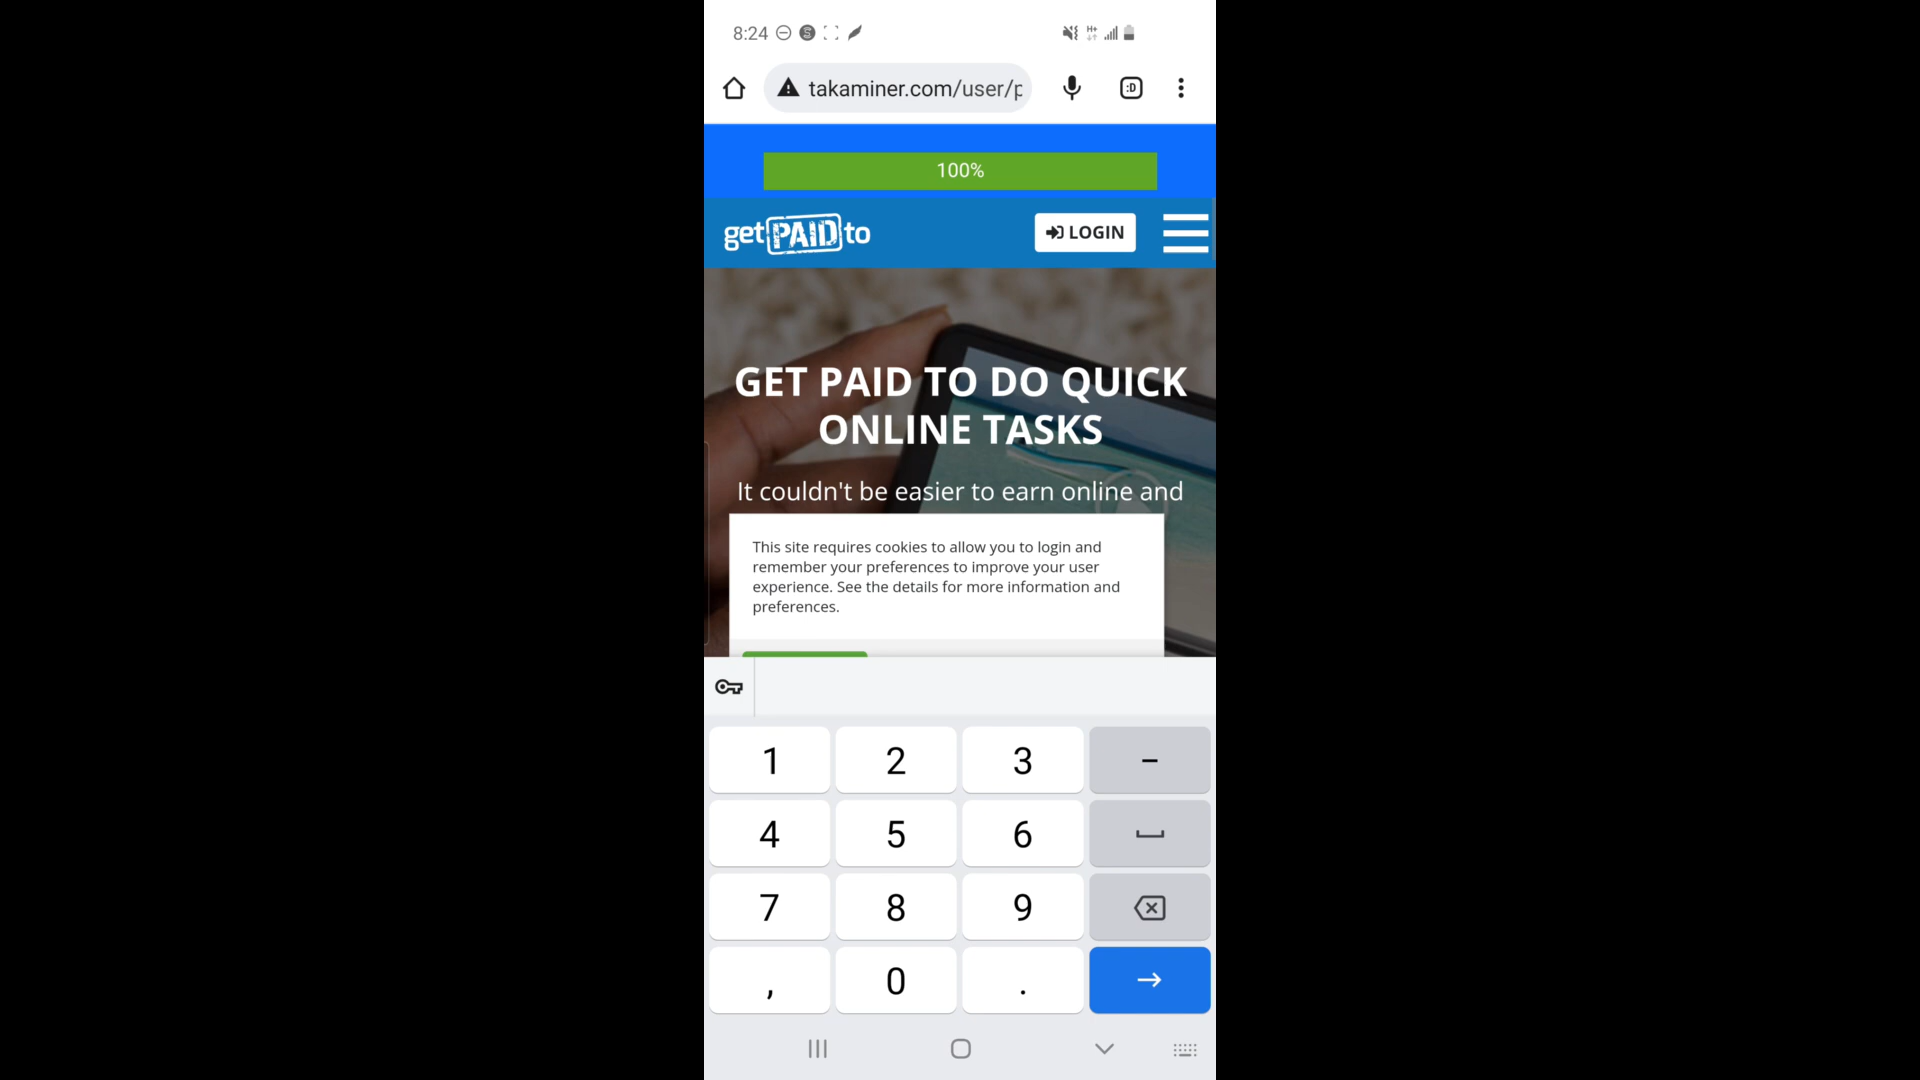 8:24
H+
takaminer.com/user/p
:D
100%
getPAIDto
LOGIN
GET PAID TO DO QUICK
ONLINE TASKS
It couldn't be easier to earn online and
This site requires cookies to allow you to login and
remember your preferences to improve your user
experience. See the details for more information and
preferences.
1 2 3 -
4 5 6
7 8 9
, 0 .